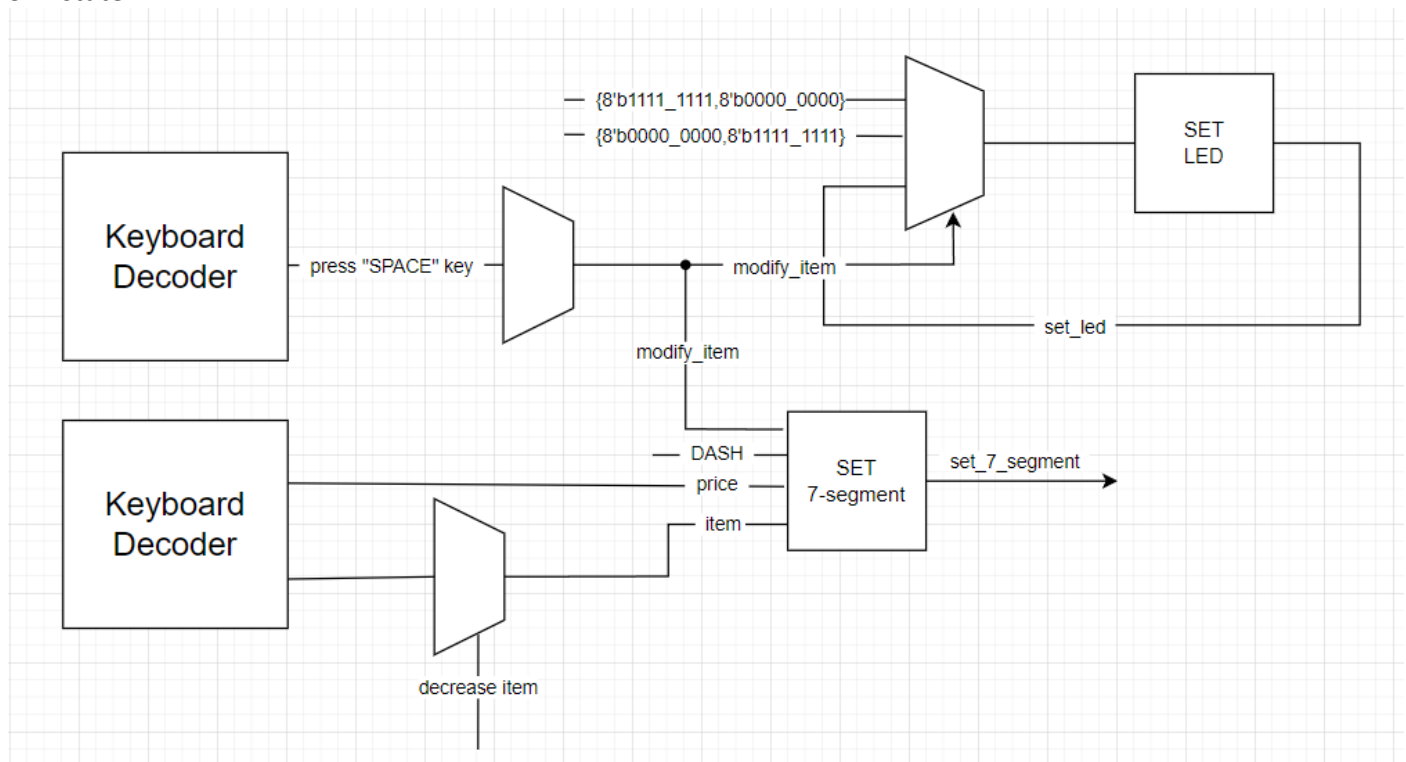 {8'b1111_1111,8'b0000_0000}
{8'b0000_0000,8'b1111_1111}
SET
LED
Keyboard
Decoder
press "SPACE" key
modify_item
set_led
modify_item
Keyboard
Decoder
DASH
price
item
SET
7-segment
set_7_segment
decrease item